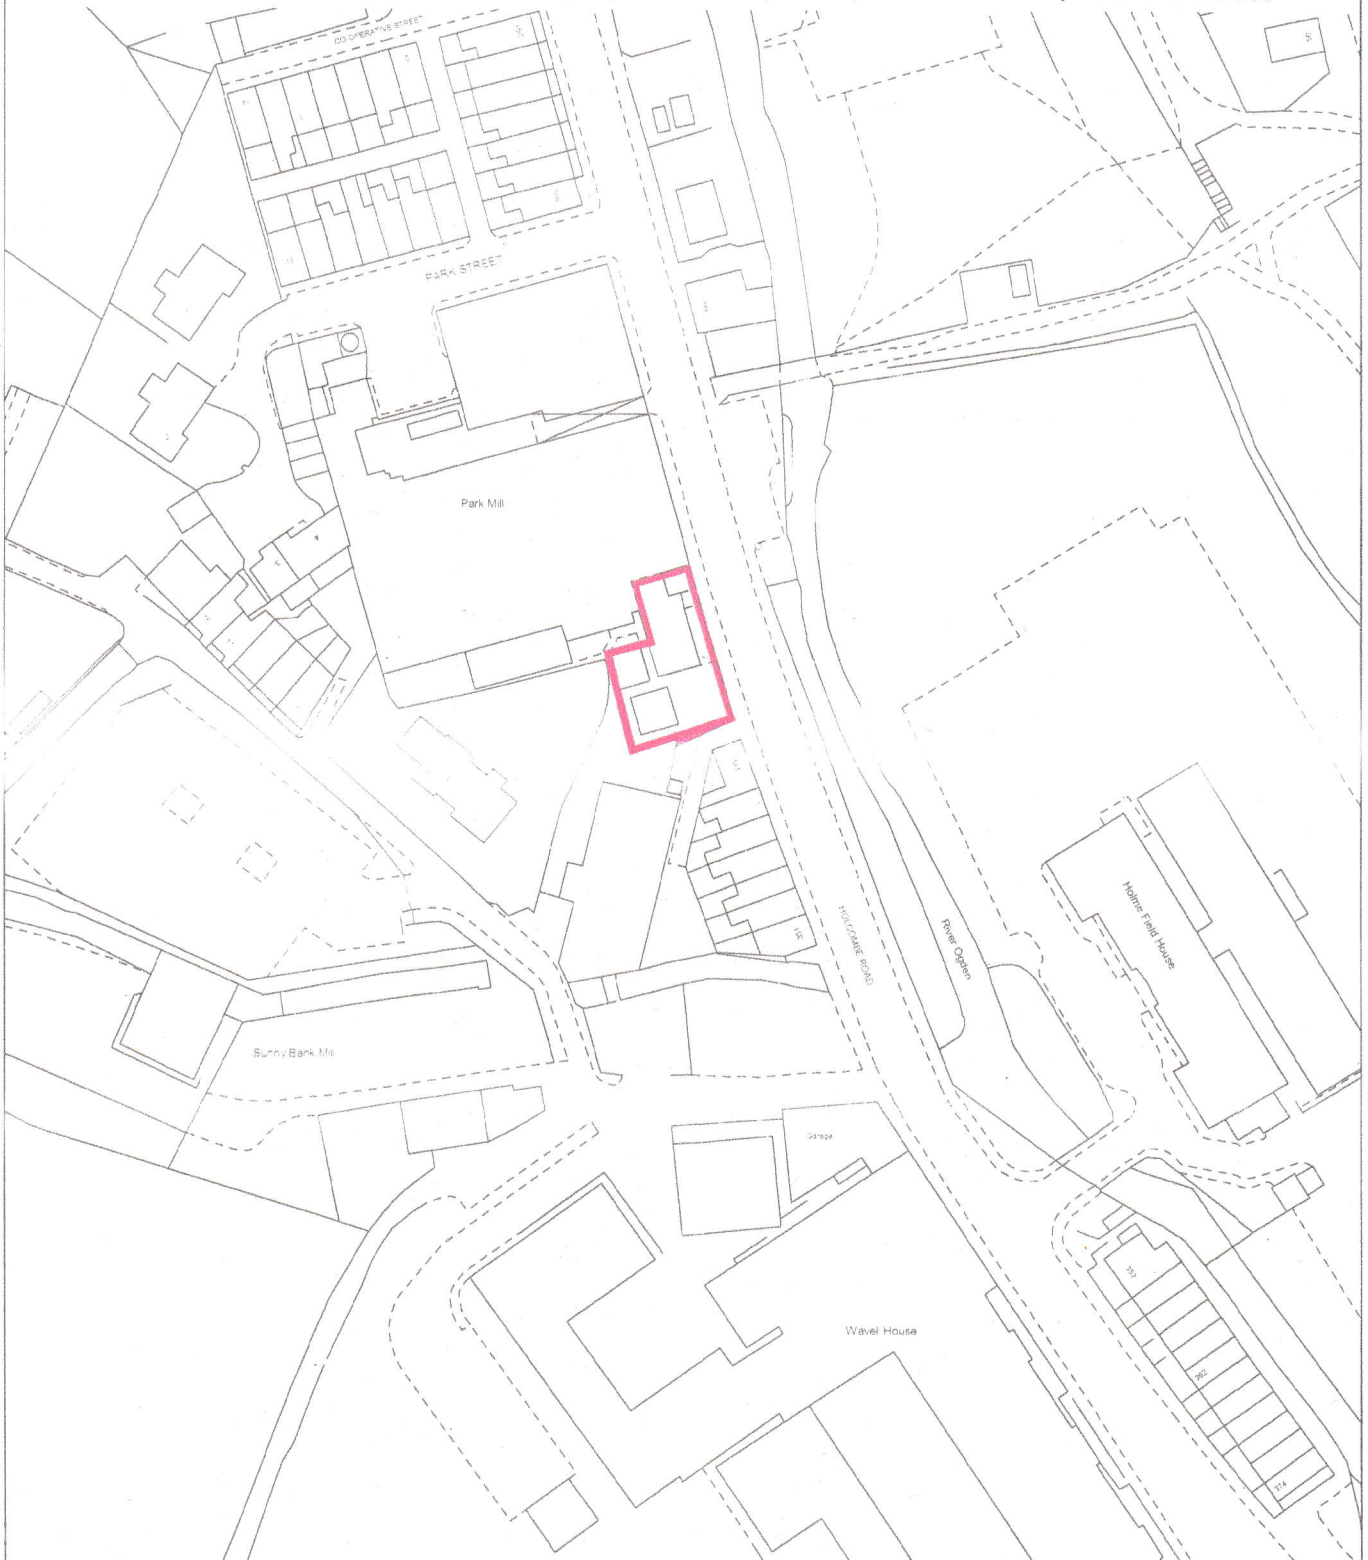 CO-OPERATIVE STREET
PARK STREET
Park Mill
HOLCOMBE ROAD
River Ogden
Holme Field House
Sunny Bank Mill
Garage
352
Wavel House
362
374